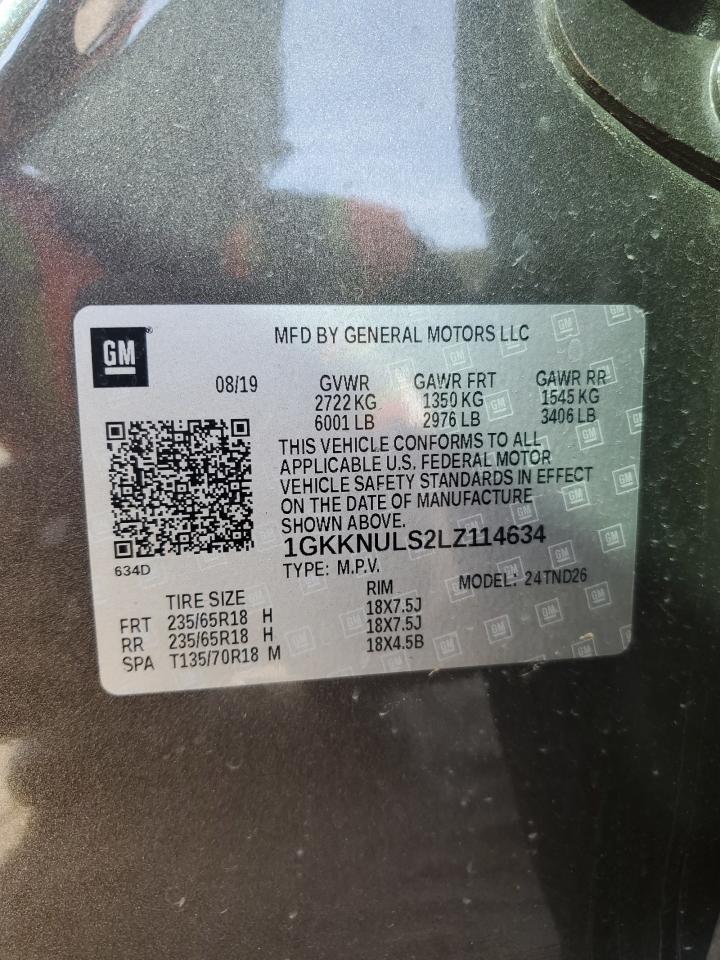 GM
MFD BY GENERAL MOTORS LLC
08/19 GVWR GAWR FRT GAWR RR
2722 KG 1350 KG 1545 KG
6001 LB 2976 LB 3406 LB
THIS VEHICLE CONFORMS TO ALL
APPLICABLE U.S. FEDERAL MOTOR
VEHICLE SAFETY STANDARDS IN EFFECT
ON THE DATE OF MANUFACTURE
SHOWN ABOVE.
1GKKNULS2LZ114634
634D
TYPE: M.P.V. MODEL: 24TND26
TIRE SIZE RIM
FRT 235/65R18 H 18X7.5J
RR 235/65R18 H 18X7.5J
SPA T135/70R18 M 18X4.5B